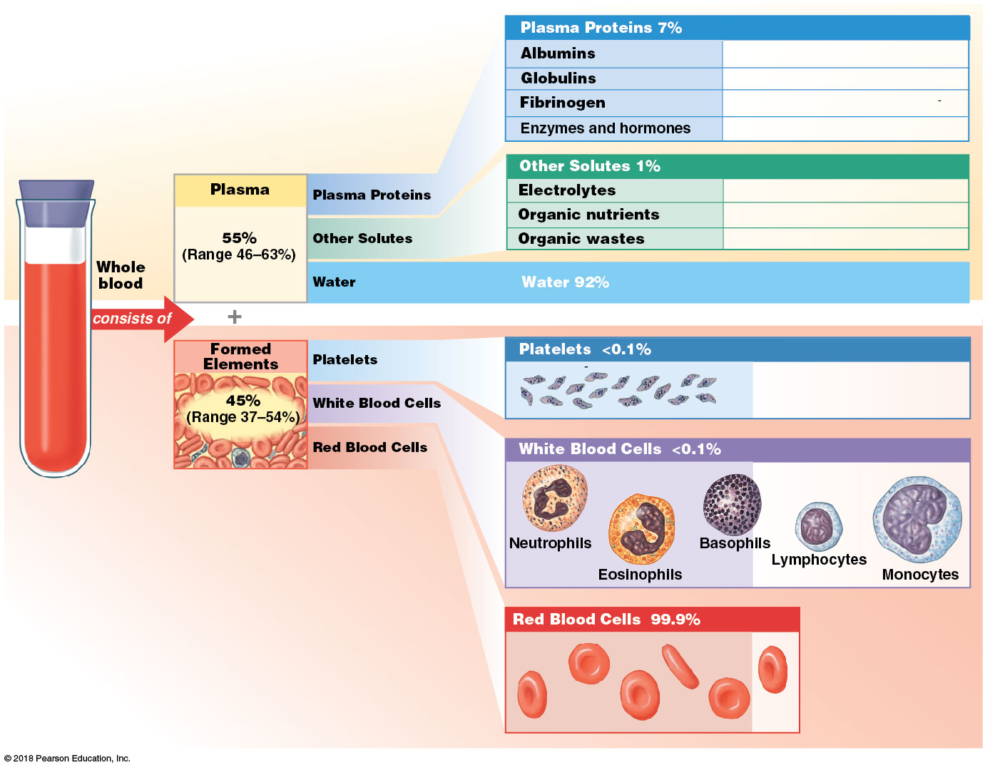 Plasma Proteins 7%
Albumins
Globulins
Fibrinogen
-
Enzymes and hormones
Other Solutes 1%
Electrolytes
Organic nutrients
Organic wastes
Water 92%
Plasma
55%
(Range 46–63%)
Plasma Proteins
Other Solutes
Water
Whole
blood
consists of
+
Formed
Elements
45%
(Range 37–54%)
Platelets
White Blood Cells
Red Blood Cells
Platelets <0.1%
-
White Blood Cells <0.1%
Neutrophils
Eosinophils
Basophils
Lymphocytes
Monocytes
Red Blood Cells 99.9%
© 2018 Pearson Education, Inc.